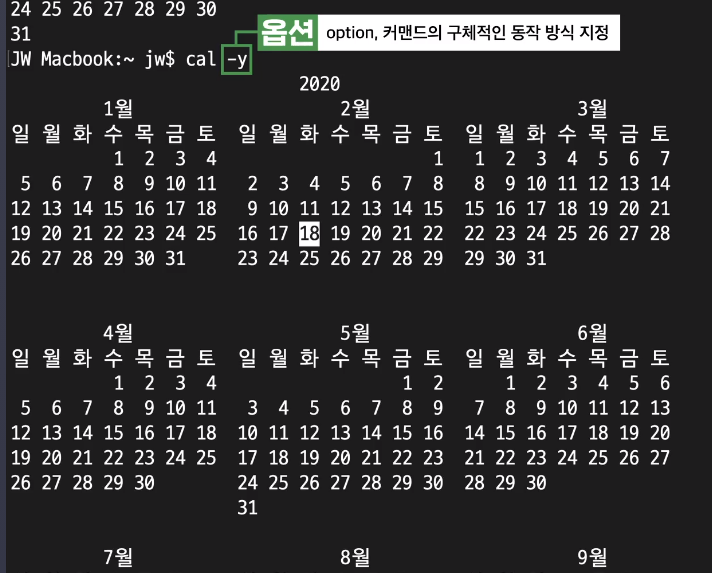 24 25 26 27 28 29 30
31
옵션 option, 커맨드의 구체적인 동작 방식 지정
JW Macbook:~ jw$ cal -y
2020
1월 2월 3월
일 월 화 수 목 금 토 일 월 화 수 목 금 토 일 월 화 수 목 금 토
1 2 3 4 1 1 2 3 4 5 6 7
5 6 7 8 9 10 11 2 3 4 5 6 7 8 8 9 10 11 12 13 14
12 13 14 15 16 17 18 9 10 11 12 13 14 15 15 16 17 18 19 20 21
19 20 21 22 23 24 25 16 17 18 19 20 21 22 22 23 24 25 26 27 28
26 27 28 29 30 31 23 24 25 26 27 28 29 29 30 31
4월 5월 6월
일 월 화 수 목 금 토 일 월 화 수 목 금 토 일 월 화 수 목 금 토
1 2 3 4 1 2 1 2 3 4 5 6
5 6 7 8 9 10 11 3 4 5 6 7 8 9 7 8 9 10 11 12 13
12 13 14 15 16 17 18 10 11 12 13 14 15 16 14 15 16 17 18 19 20
19 20 21 22 23 24 25 17 18 19 20 21 22 23 21 22 23 24 25 26 27
26 27 28 29 30 24 25 26 27 28 29 30 28 29 30
31
7월 8월 9월